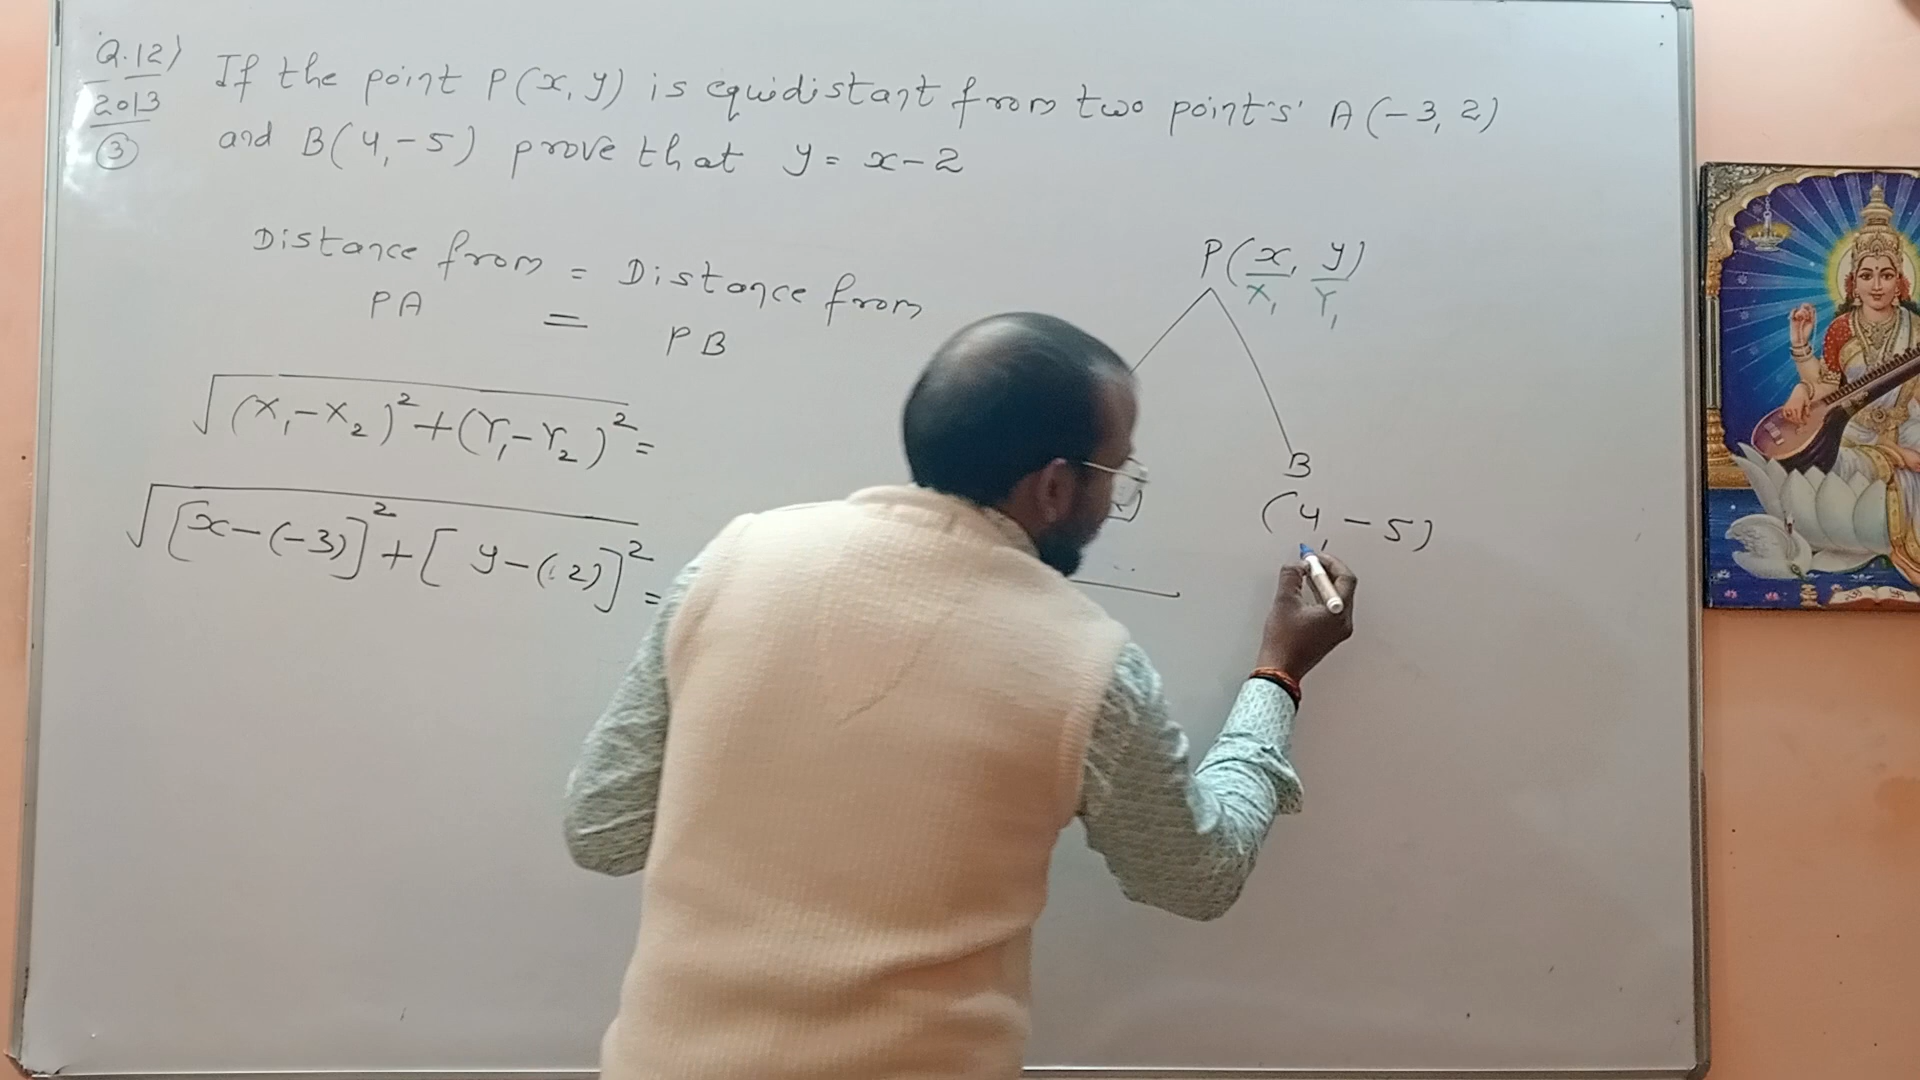 Q.12) If the point P(x, y) is equidistant from two point's' A(-3, 2)
2013
③ and B(4,-5) prove that y = x-2
Distance from = Distance from
PA = PB
√(X₁-X₂)²+(Y₁-Y₂)² =
√[x-(-3)]²+[y-(2)]² =
P(x, y)
X₁ Y₁
B
(4, -5)